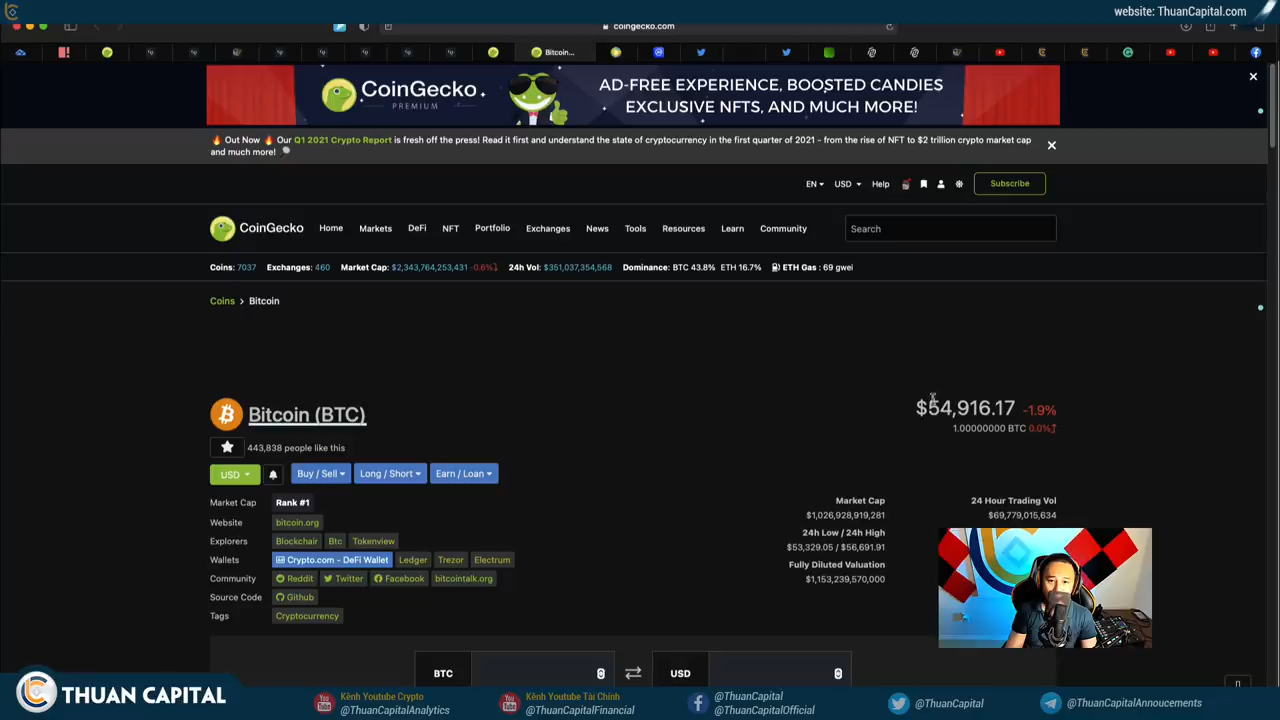 website: ThuanCapital.com
coingecko.com
Bitcoin...
CoinGecko
PREMIUM
AD-FREE EXPERIENCE, BOOSTED CANDIES
EXCLUSIVE NFTS, AND MUCH MORE!
Out Now Our Q1 2021 Crypto Report is fresh off the press! Read it first and understand the state of cryptocurrency in the first quarter of 2021 - from the rise of NFT to $2 trillion crypto market cap
and much more!
EN USD Help Subscribe
CoinGecko Home Markets DeFi NFT Portfolio Exchanges News Tools Resources Learn Community Search
Coins: 7037 Exchanges: 460 Market Cap: $2,343,764,253,431 -0.6% 24h Vol: $351,037,354,568 Dominance: BTC 43.8% ETH 16.7% ETH Gas: 69 gwei
Coins > Bitcoin
Bitcoin (BTC)
$54,916.17 -1.9%
1.00000000 BTC 0.0%
443,838 people like this
USD Buy / Sell Long / Short Earn / Loan
Market Cap Rank #1
Website bitcoin.org
Explorers Blockchair Btc Tokenview
Wallets Crypto.com - DeFi Wallet Ledger Trezor Electrum
Community Reddit Twitter Facebook bitcointalk.org
Source Code Github
Tags Cryptocurrency
Market Cap
$1,026,928,919,281
24 Hour Trading Vol
$69,779,015,634
24h Low / 24h High
$53,329.05 / $56,691.91
Fully Diluted Valuation
$1,153,239,570,000
BTC 0 USD 0
THUAN CAPITAL
Kênh Youtube Crypto
@ThuanCapitalAnalytics
Kênh Youtube Tài Chính
@ThuanCapitalFinancial
@ThuanCapital
@ThuanCapitalOfficial
@ThuanCapital
@ThuanCapitalAnnoucements